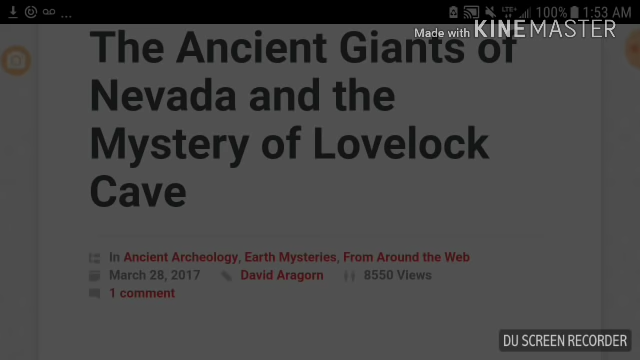 LTE 100% 1:53 AM
Made with KINEMASTER
The Ancient Giants of
Nevada and the
Mystery of Lovelock
Cave
In Ancient Archeology, Earth Mysteries, From Around the Web
March 28, 2017 David Aragorn 8550 Views
1 comment
DU SCREEN RECORDER